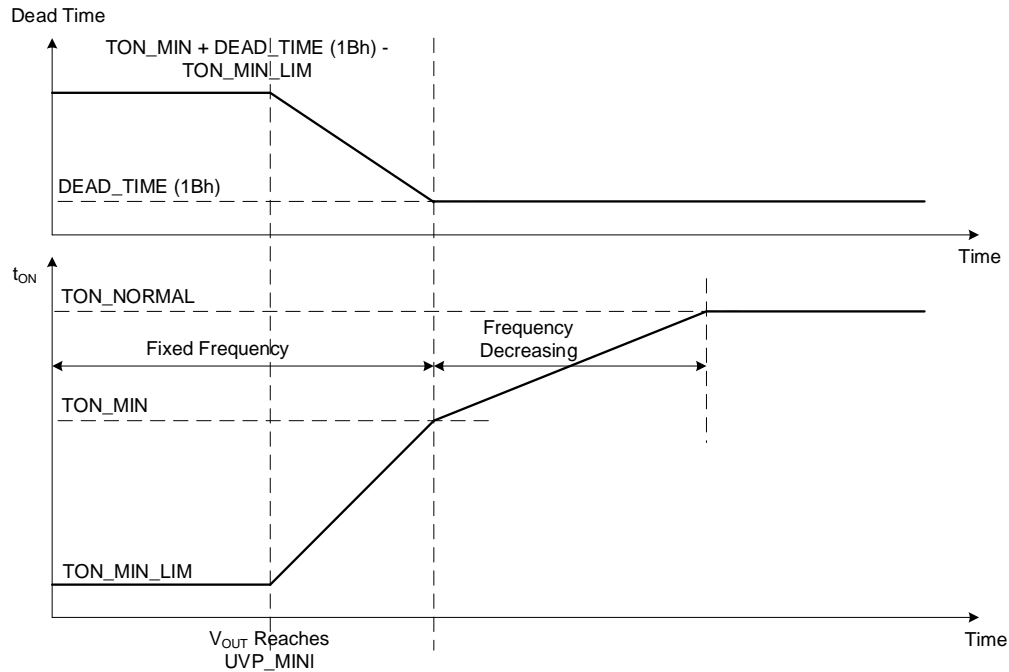 Dead Time
TON_MIN + DEAD_TIME (1Bh) -
TON_MIN_LIM
DEAD_TIME (1Bh)
Time
tON
TON_NORMAL
Frequency
Decreasing
Fixed Frequency
TON_MIN
TON_MIN_LIM
Time
VOUT Reaches
UVP_MINI